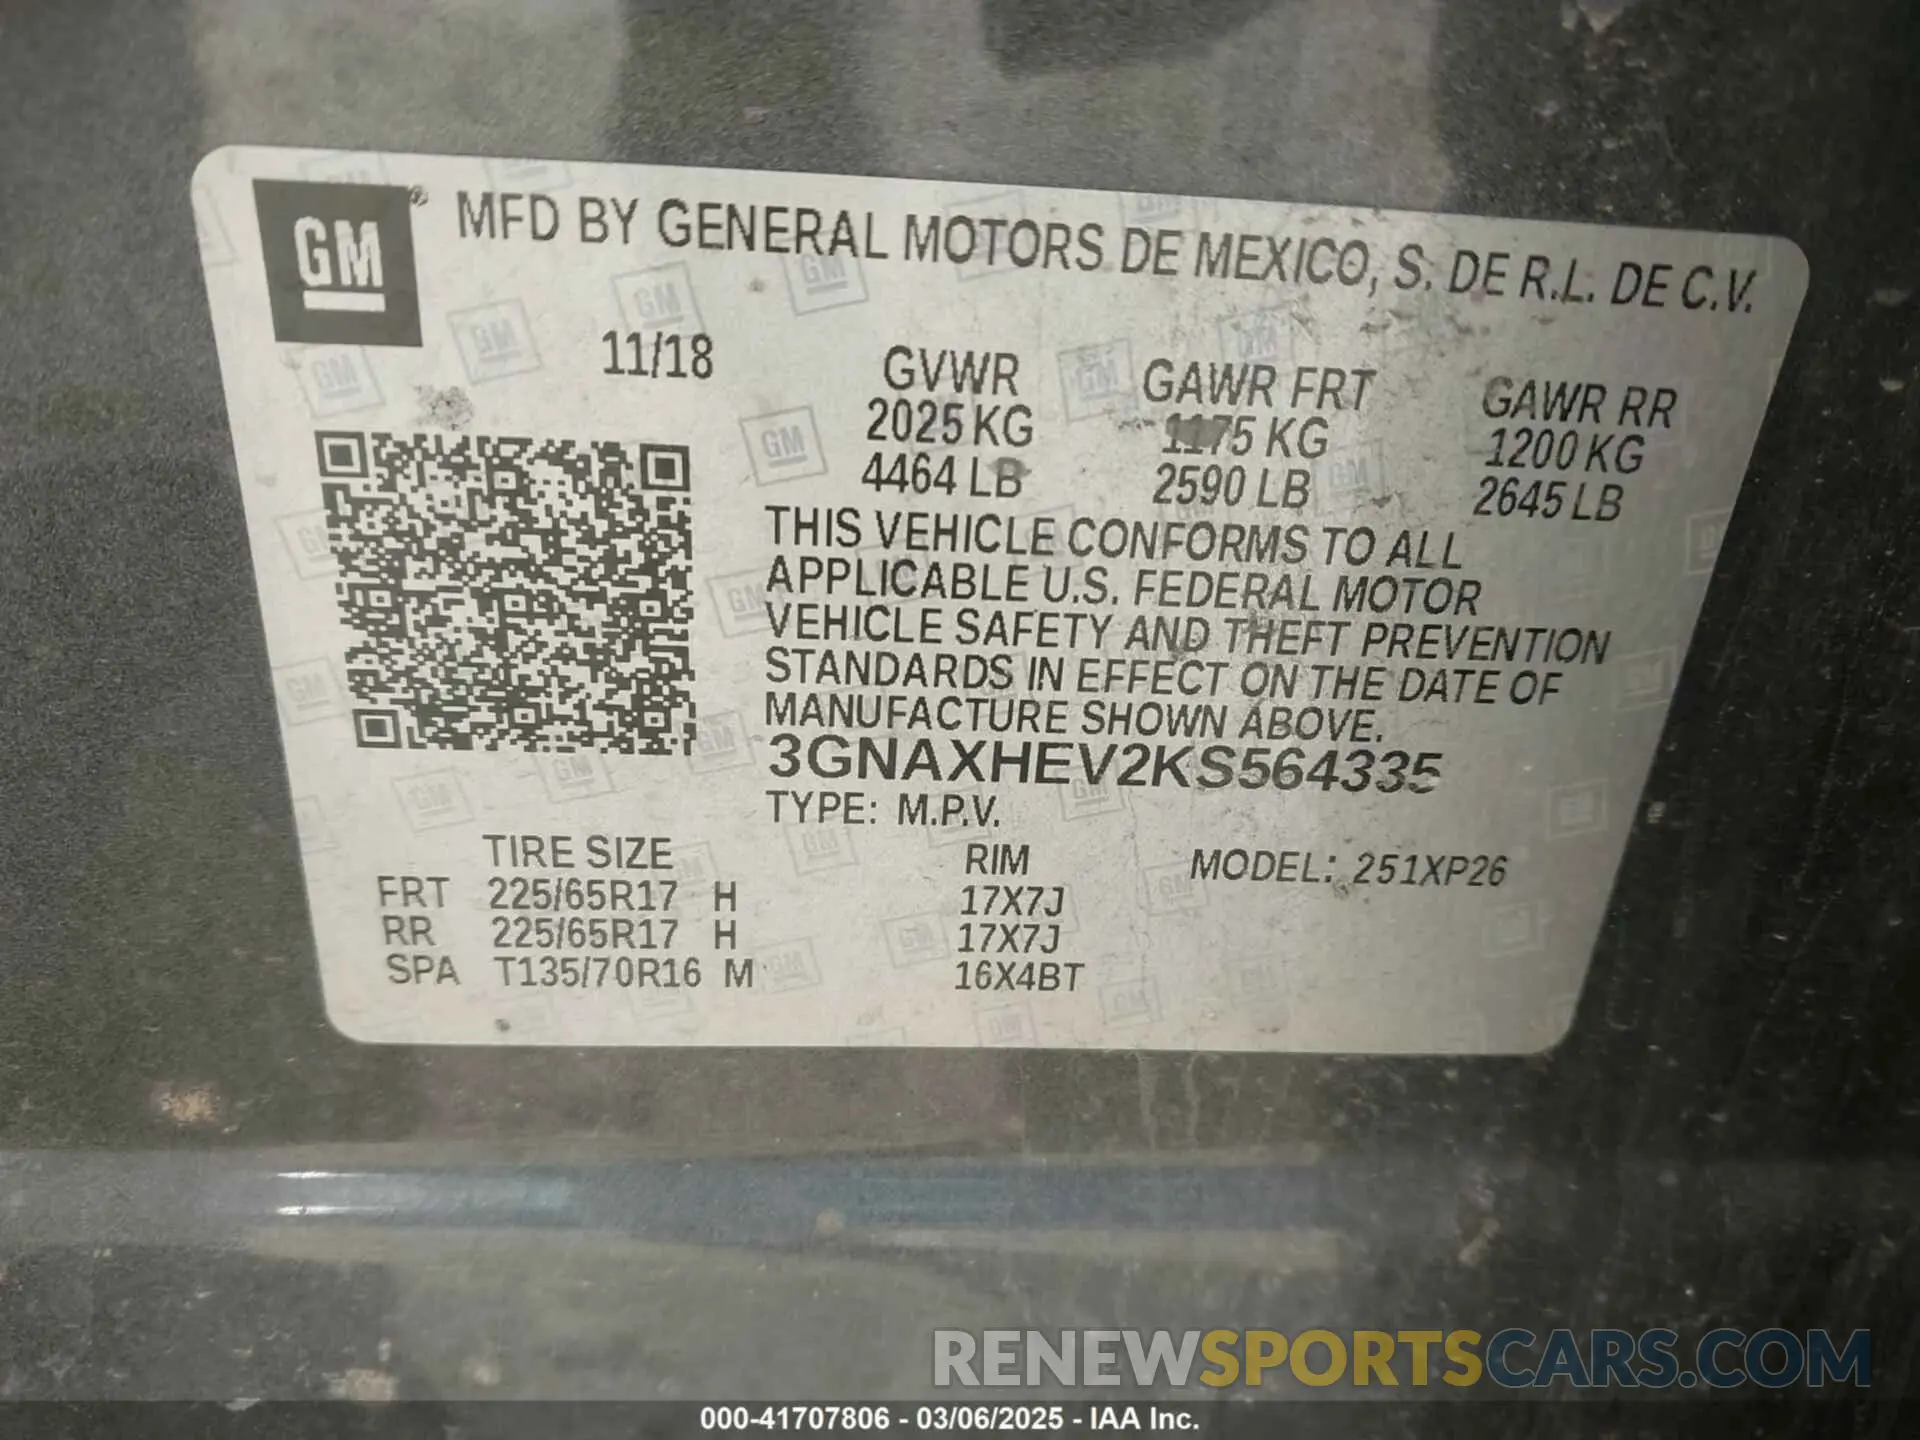 GM ® MFD BY GENERAL MOTORS DE MEXICO, S. DE R.L. DE C.V.
11/18 GVWR GAWR FRT GAWR RR
2025 KG 1175 KG 1200 KG
4464 LB 2590 LB 2645 LB
THIS VEHICLE CONFORMS TO ALL
APPLICABLE U.S. FEDERAL MOTOR
VEHICLE SAFETY AND THEFT PREVENTION
STANDARDS IN EFFECT ON THE DATE OF
MANUFACTURE SHOWN ABOVE.
3GNAXHEV2KS564335
TYPE: M.P.V.
TIRE SIZE RIM MODEL: 251XP26
FRT 225/65R17 H 17X7J
RR 225/65R17 H 17X7J
SPA T135/70R16 M 16X4BT
RENEWSPORTSCARS.COM
000-41707806 - 03/06/2025 - IAA Inc.